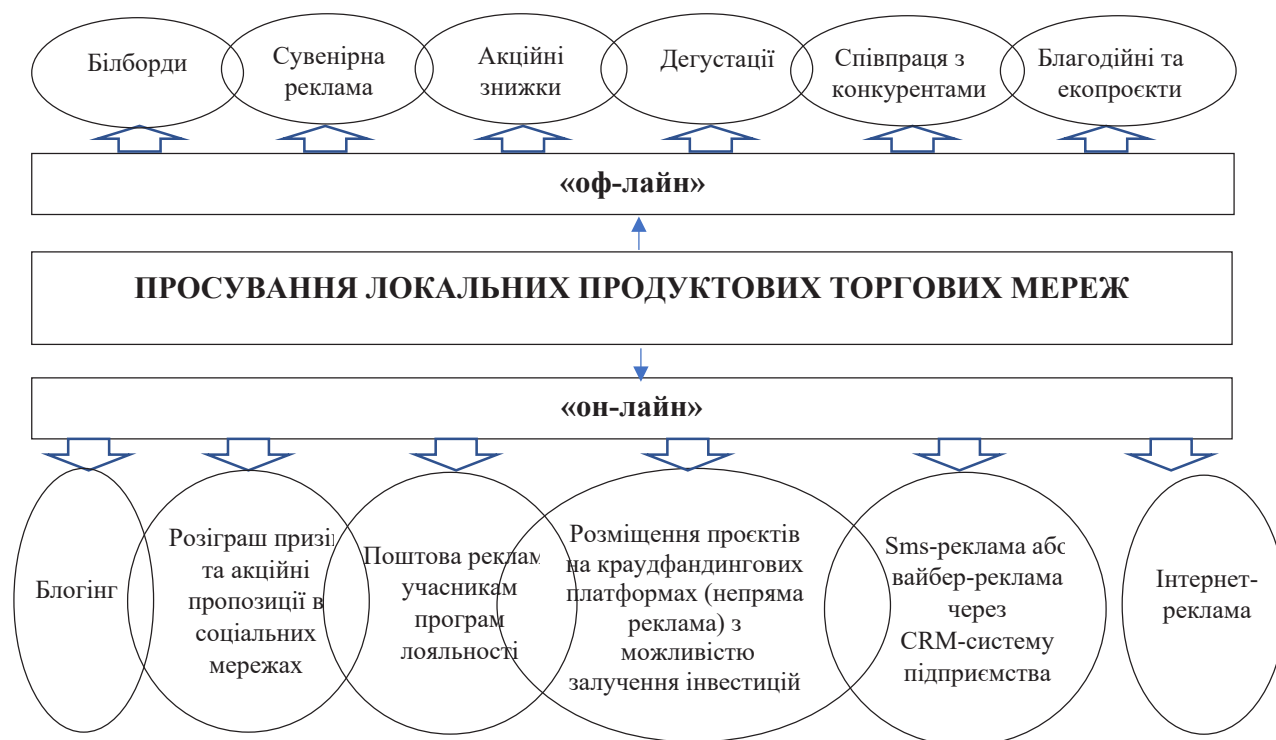 Білборди
Сувенірна
реклама
Акційні
знижки
Дегустації
Співпраця з
конкурентами
Благодійні та
екопроєкти
«оф-лайн»
ПРОСУВАННЯ ЛОКАЛЬНИХ ПРОДУКТОВИХ ТОРГОВИХ МЕРЕЖ
«он-лайн»
Блогінг
Розіграш призі
та акційні
пропозиції в
соціальних
мережах
Поштова реклам
учасникам
програм
лояльності
Розміщення проєктів
на краудфандингових
платформах (непряма
реклама) з
можливістю
залучення інвестицій
Sms-реклама або
вайбер-реклама
через
CRM-систему
підприємства
Інтернет-
реклама